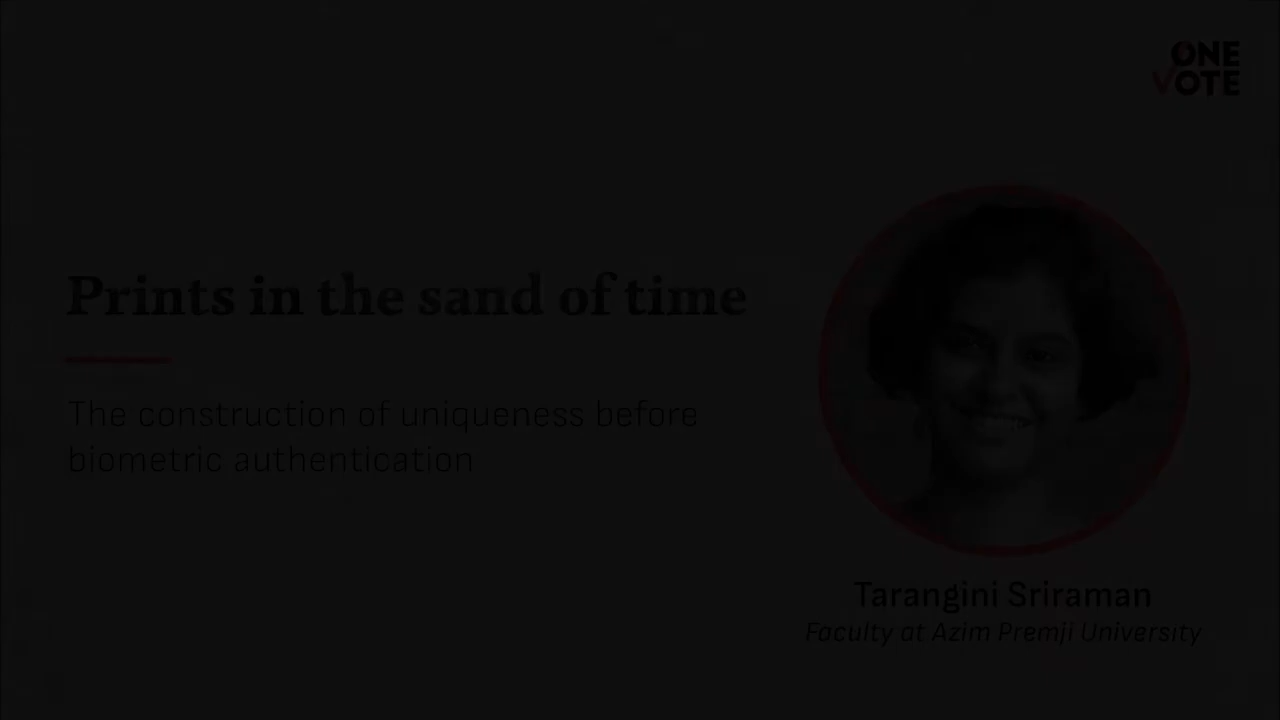 ONE
VOTE
Prints in the sand of time
The construction of uniqueness before
biometric authentication
Tarangini Sriraman
Faculty at Azim Premji University